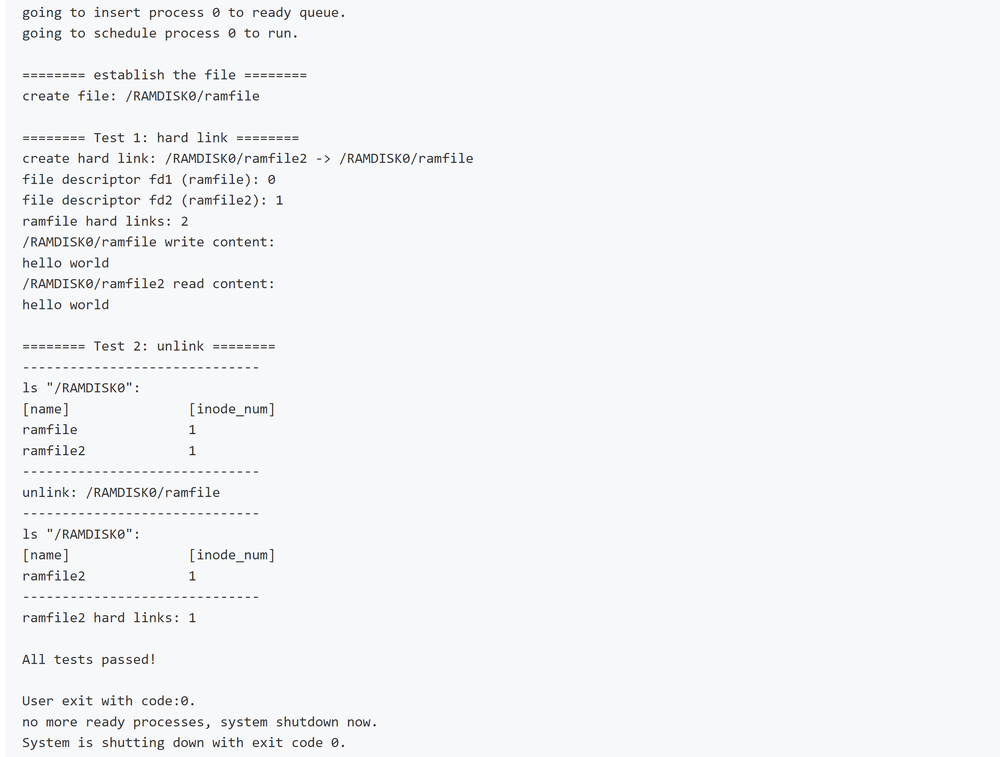 going to insert process 0 to ready queue.
going to schedule process 0 to run.
======== establish the file ========
create file: /RAMDISK0/ramfile
======== Test 1: hard link ========
create hard link: /RAMDISK0/ramfile2 -> /RAMDISK0/ramfile
file descriptor fd1 (ramfile): 0
file descriptor fd2 (ramfile2): 1
ramfile hard links: 2
/RAMDISK0/ramfile write content:
hello world
/RAMDISK0/ramfile2 read content:
hello world
======== Test 2: unlink ========
------------------------------
ls "/RAMDISK0":
[name]               [inode_num]
ramfile              1
ramfile2             1
------------------------------
unlink: /RAMDISK0/ramfile
------------------------------
ls "/RAMDISK0":
[name]               [inode_num]
ramfile2             1
------------------------------
ramfile2 hard links: 1
All tests passed!
User exit with code:0.
no more ready processes, system shutdown now.
System is shutting down with exit code 0.